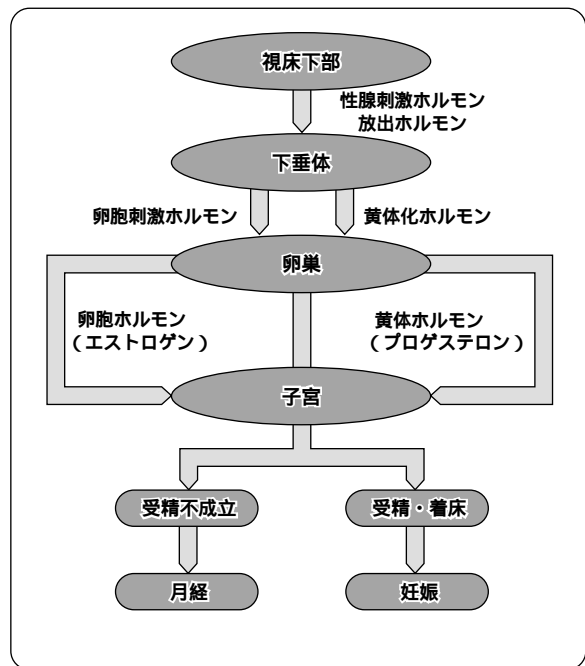 視床下部
性腺刺激ホルモン
放出ホルモン
下垂体
卵胞刺激ホルモン
黄体化ホルモン
卵巣
卵胞ホルモン
（エストロゲン）
黄体ホルモン
（プロゲステロン）
子宮
受精不成立
受精・着床
月経
妊娠